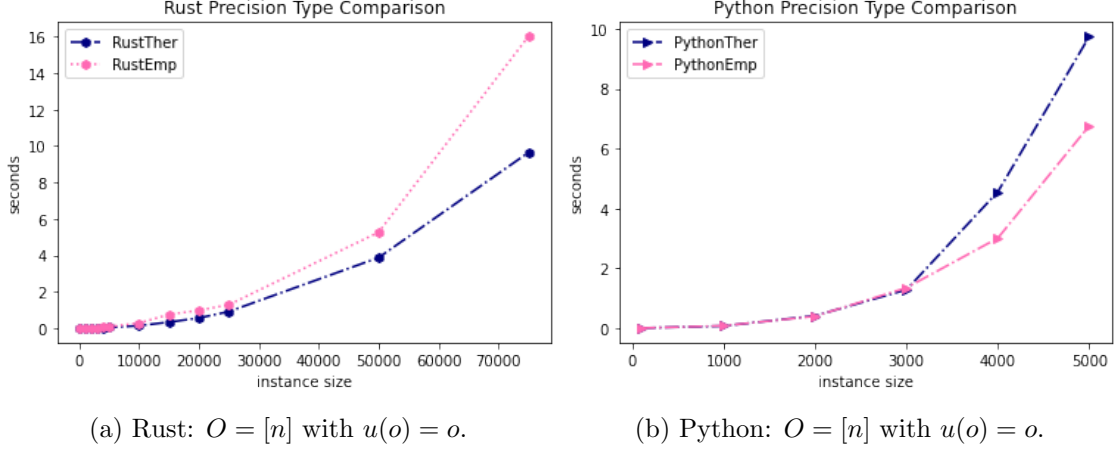 Rust Precision Type Comparison
RustTher
RustEmp
seconds
16
14
12
10
8
6
4
2
0
0 10000 20000 30000 40000 50000 60000 70000
instance size
(a) Rust: O = [n] with u(o) = o.
Python Precision Type Comparison
PythonTher
PythonEmp
seconds
10
8
6
4
2
0
0 1000 2000 3000 4000 5000
instance size
(b) Python: O = [n] with u(o) = o.